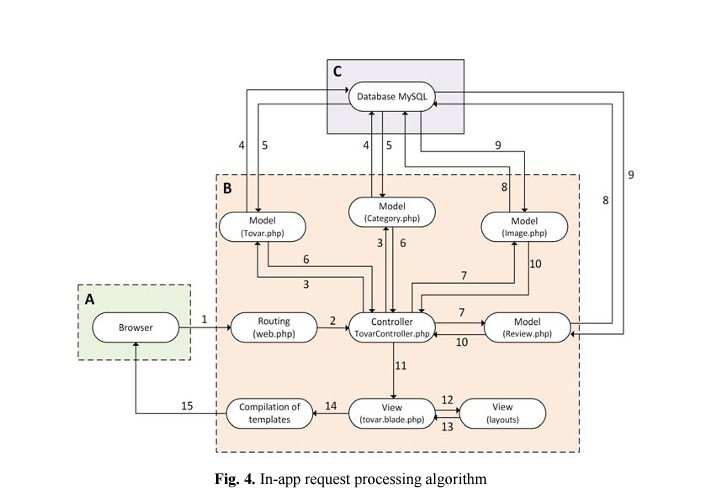 C
Database MySQL
4
5
4
5
9
8
9
8
B
Model
(Tovar.php)
Model
(Category.php)
Model
(Image.php)
3
6
6
3
7
10
A
Browser
1
Routing
(web.php)
2
Controller
TovarController.php
7
10
Model
(Review.php)
11
15
Compilation of
templates
14
View
(tovar.blade.php)
12
13
View
(layouts)
Fig. 4. In-app request processing algorithm